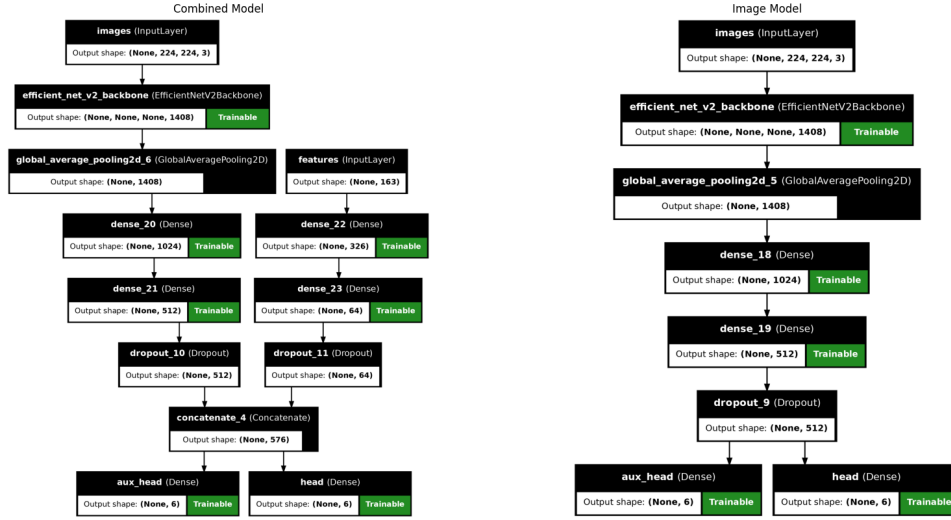 Combined Model
images (InputLayer)
Output shape: (None, 224, 224, 3)
efficient_net_v2_backbone (EfficientNetV2Backbone)
Output shape: (None, None, None, 1408) Trainable
global_average_pooling2d_6 (GlobalAveragePooling2D)
Output shape: (None, 1408)
features (InputLayer)
Output shape: (None, 163)
dense_20 (Dense)
Output shape: (None, 1024) Trainable
dense_22 (Dense)
Output shape: (None, 326) Trainable
dense_21 (Dense)
Output shape: (None, 512) Trainable
dense_23 (Dense)
Output shape: (None, 64) Trainable
dropout_10 (Dropout)
Output shape: (None, 512)
dropout_11 (Dropout)
Output shape: (None, 64)
concatenate_4 (Concatenate)
Output shape: (None, 576)
aux_head (Dense)
Output shape: (None, 6) Trainable
head (Dense)
Output shape: (None, 6) Trainable
Image Model
images (InputLayer)
Output shape: (None, 224, 224, 3)
efficient_net_v2_backbone (EfficientNetV2Backbone)
Output shape: (None, None, None, 1408) Trainable
global_average_pooling2d_5 (GlobalAveragePooling2D)
Output shape: (None, 1408)
dense_18 (Dense)
Output shape: (None, 1024) Trainable
dense_19 (Dense)
Output shape: (None, 512) Trainable
dropout_9 (Dropout)
Output shape: (None, 512)
aux_head (Dense)
Output shape: (None, 6) Trainable
head (Dense)
Output shape: (None, 6) Trainable